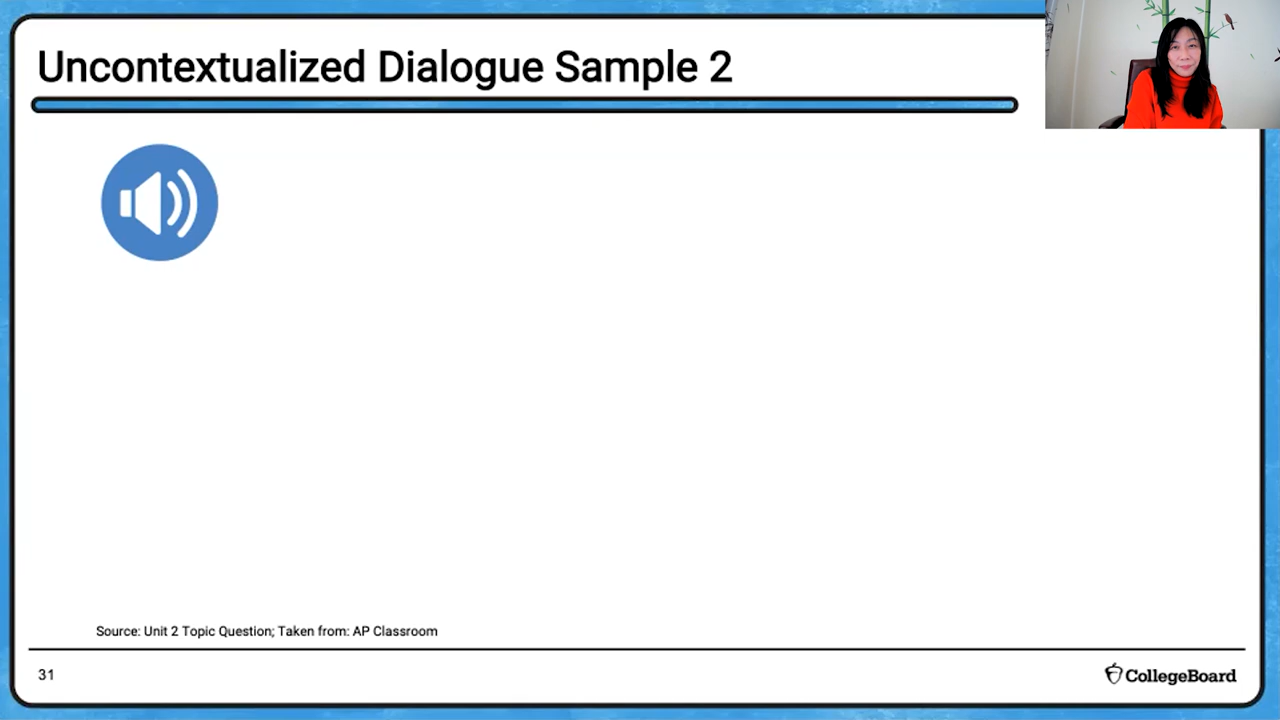 Uncontextualized Dialogue Sample 2
Source: Unit 2 Topic Question; Taken from: AP Classroom
31
CollegeBoard